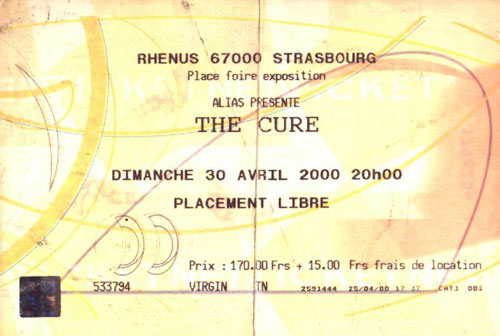 RHENUS 67000 STRASBOURG
Place foire exposition
ALIAS PRESENTE
THE CURE
DIMANCHE 30 AVRIL 2000 20h00
PLACEMENT LIBRE
Prix : 170.00 Frs + 15.00 Frs frais de location
533794 VIRGIN TN 2591444 25/04/00 17 27 CAT1 001